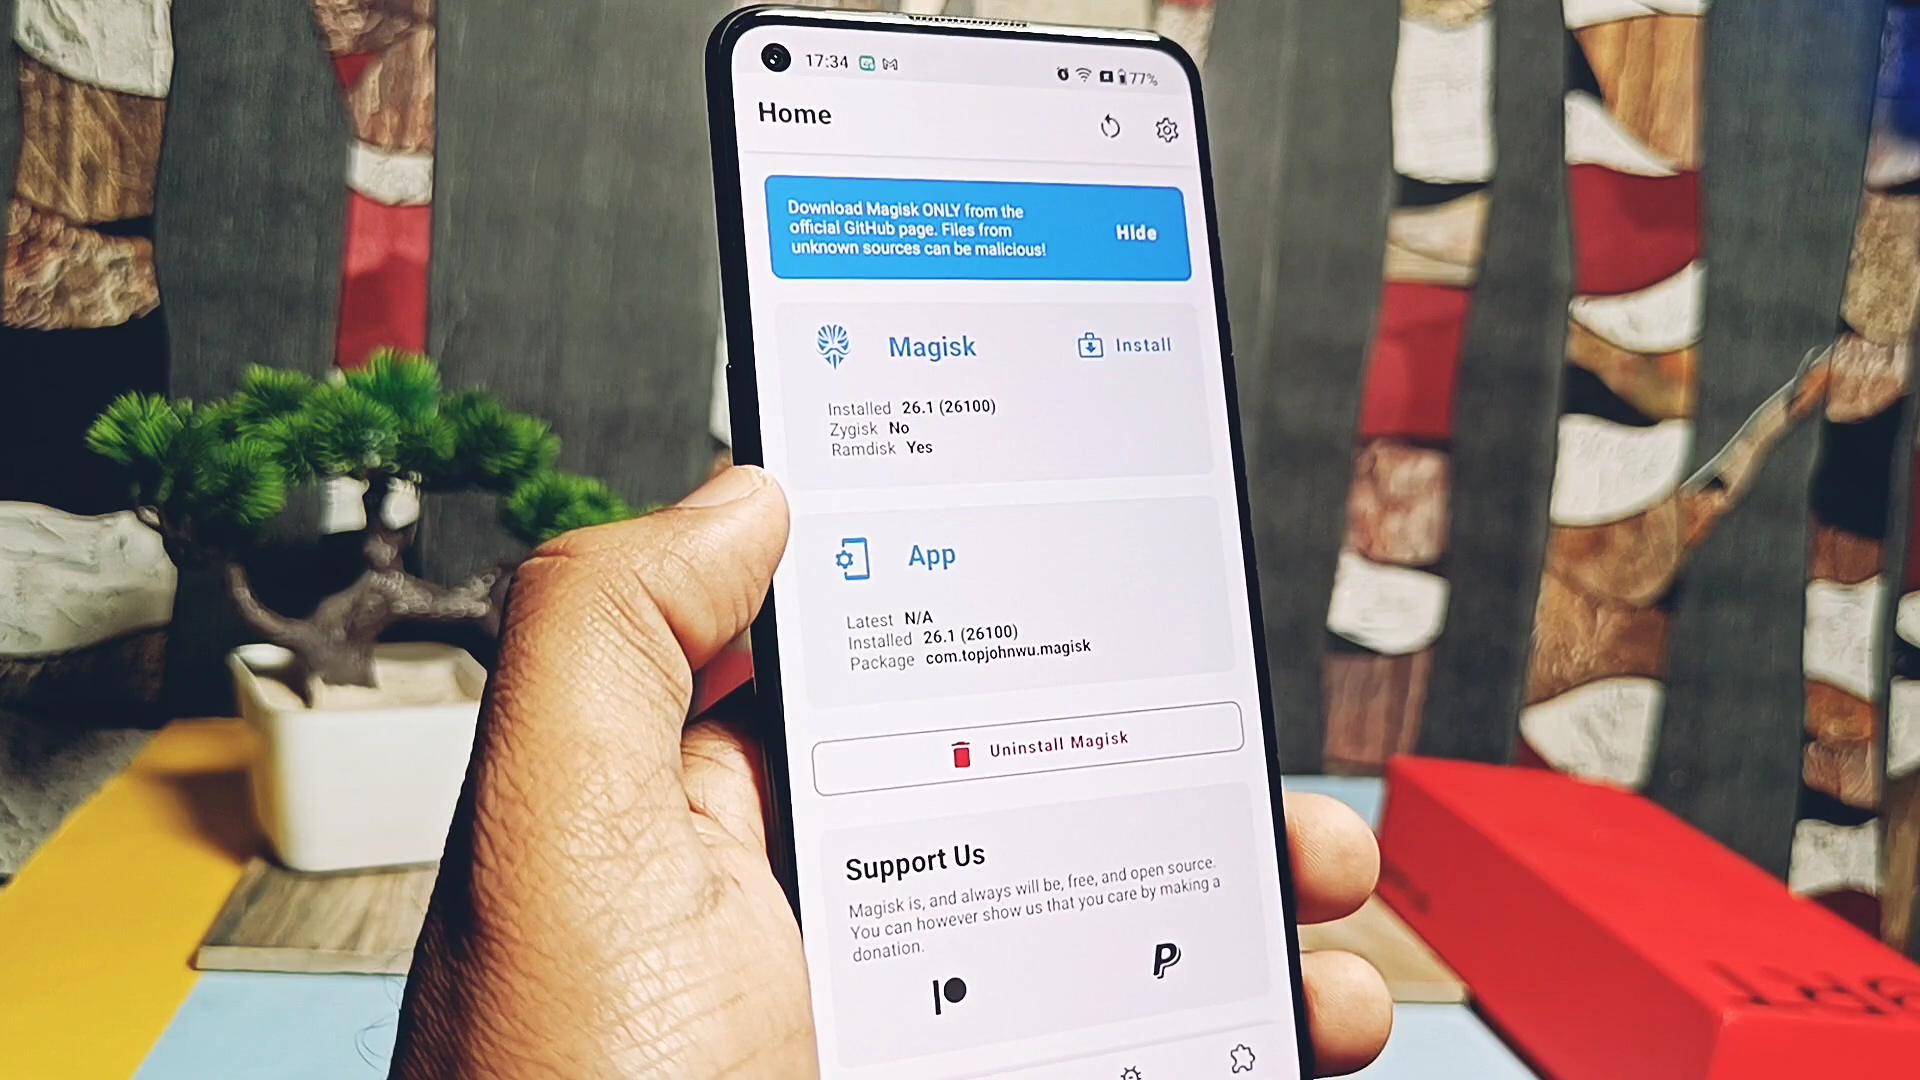 17:34
77%
Home
Download Magisk ONLY from the
official GitHub page. Files from
unknown sources can be malicious!
Hide
Magisk
Install
Installed 26.1 (26100)
Zygisk No
Ramdisk Yes
App
Latest N/A
Installed 26.1 (26100)
Package com.topjohnwu.magisk
Uninstall Magisk
Support Us
Magisk is, and always will be, free, and open source.
You can however show us that you care by making a
donation.